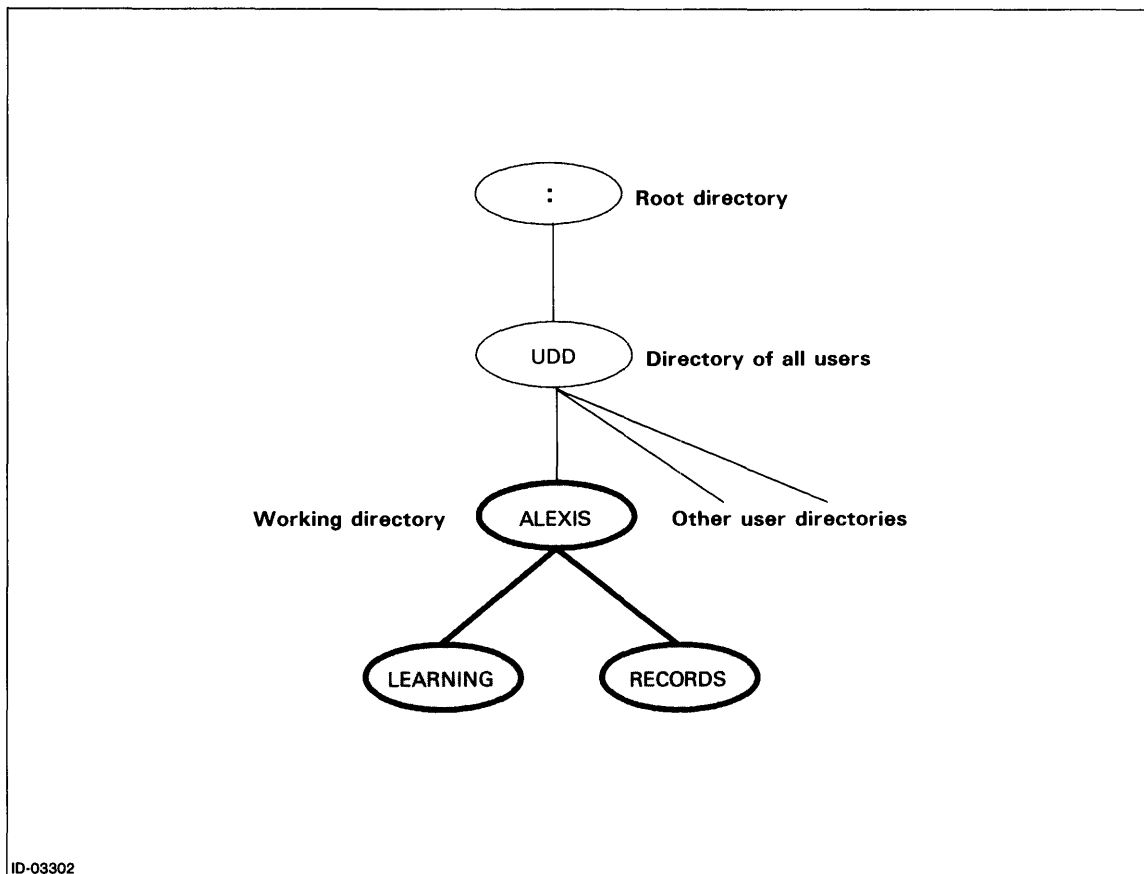 :
Root directory
UDD
Directory of all users
Working directory
ALEXIS
Other user directories
LEARNING
RECORDS
ID-03302